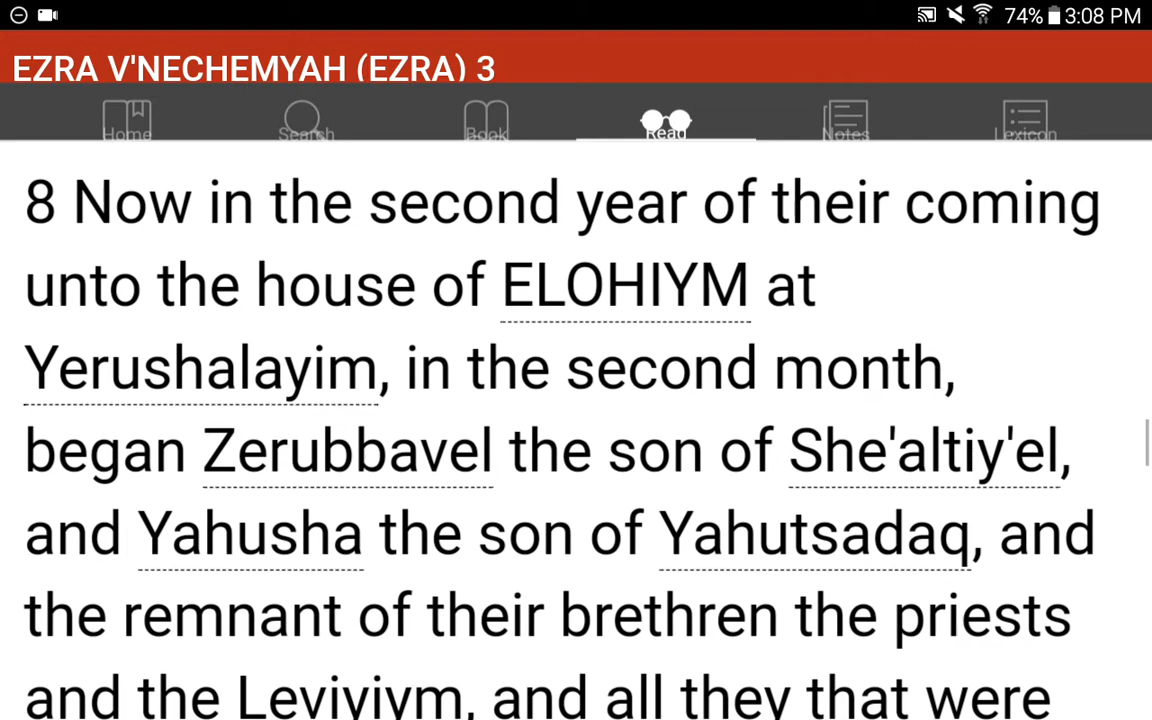 74% 3:08 PM
EZRA V'NECHEMYAH (EZRA) 3
Home Search Book Read Notes Lexicon
8 Now in the second year of their coming
unto the house of ELOHIYM at
Yerushalayim, in the second month,
began Zerubbavel the son of She'altiy'el,
and Yahusha the son of Yahutsadaq, and
the remnant of their brethren the priests
and the Leviyiym, and all they that were